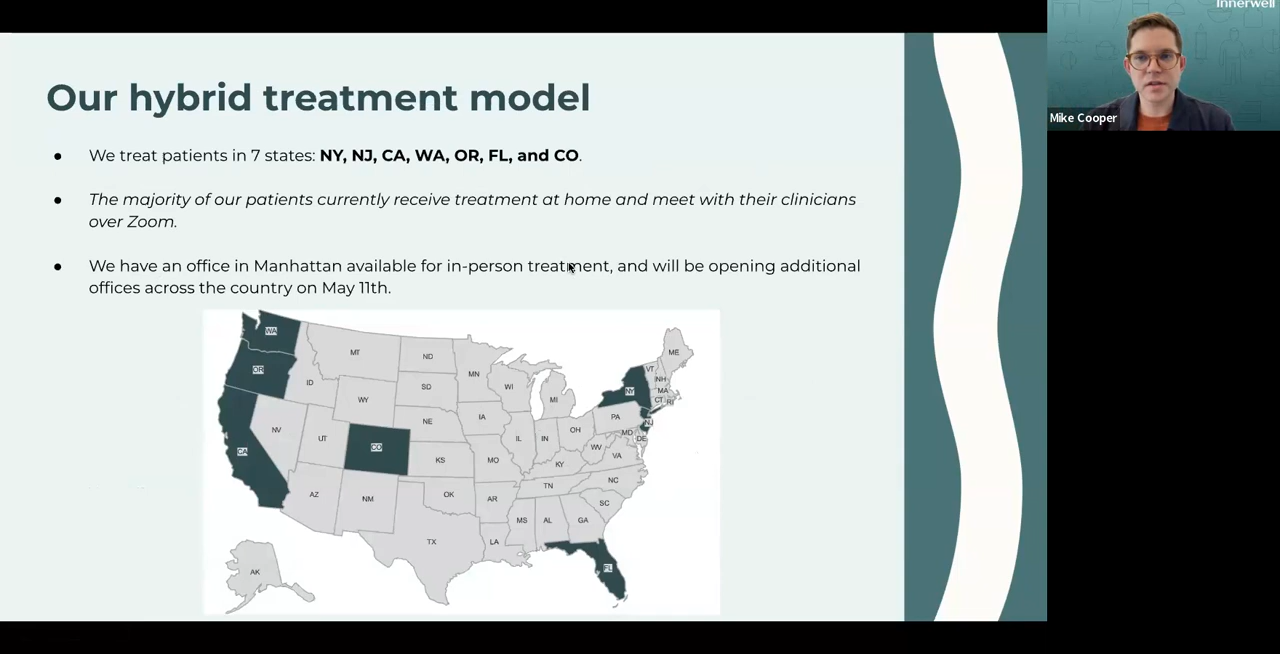 Innerwell
Mike Cooper
Our hybrid treatment model
● We treat patients in 7 states: NY, NJ, CA, WA, OR, FL, and CO.
● The majority of our patients currently receive treatment at home and meet with their clinicians
over Zoom.
● We have an office in Manhattan available for in-person treatment, and will be opening additional
offices across the country on May 11th.
WA
MT
ND
MN
ME
VT
NH
OR
ID
SD
WI
MI
NY
MA
CT
RI
WY
NE
IA
PA
NJ
NV
UT
CO
IL
IN
OH
MD
DE
CA
KS
MO
WV
VA
KY
AZ
NM
OK
AR
TN
NC
SC
TX
LA
MS
AL
GA
AK
FL